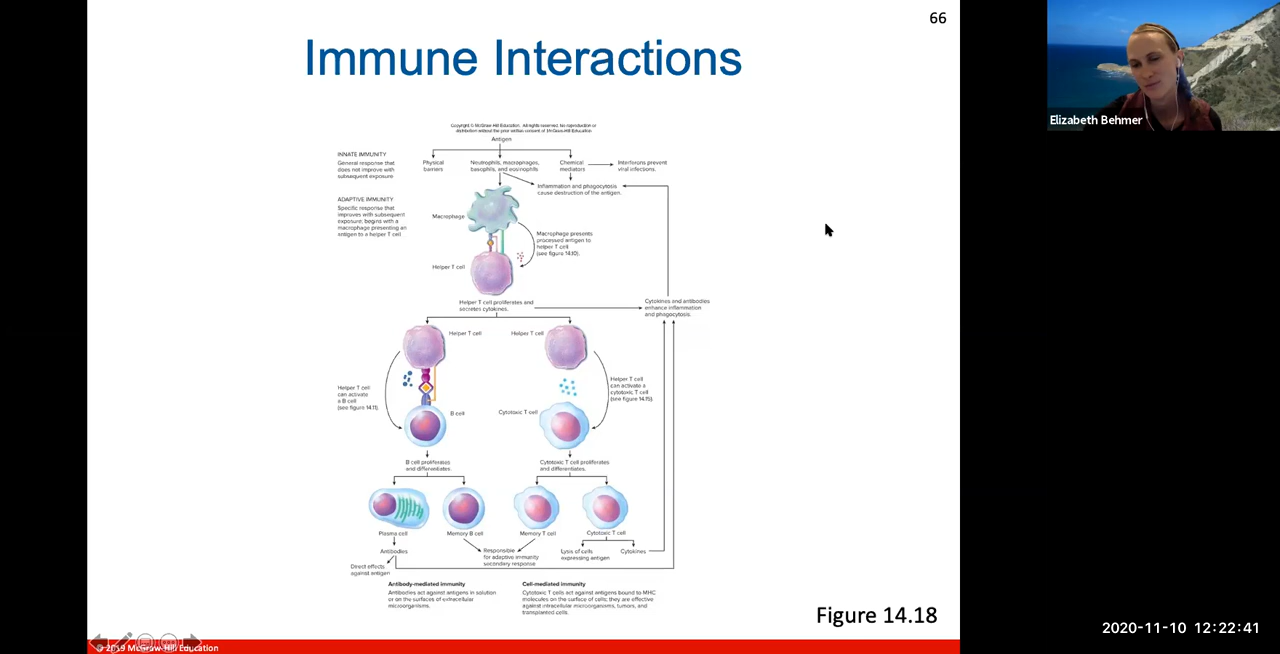 66
Immune Interactions
Elizabeth Behmer
Copyright © McGraw-Hill Education. All rights reserved. No reproduction or
distribution without the prior written consent of McGraw-Hill Education.
Antigen
INNATE IMMUNITY
General response that
does not improve with
subsequent exposure
Physical
barriers
Neutrophils, macrophages,
basophils, and eosinophils
Chemical
mediators
Interferons prevent
viral infections.
Inflammation and phagocytosis
cause destruction of the antigen.
ADAPTIVE IMMUNITY
Specific response that
improves with subsequent
exposure; begins with a
macrophage presenting an
antigen to a helper T cell
Macrophage
Macrophage presents
processed antigen to
helper T cell
(see figure 14.10).
Helper T cell
Helper T cell proliferates and
secretes cytokines.
Cytokines and antibodies
enhance inflammation
and phagocytosis.
Helper T cell
Helper T cell
Helper T cell
can activate
a B cell
(see figure 14.11).
Helper T cell
can activate a
cytotoxic T cell
(see figure 14.15).
B cell
Cytotoxic T cell
B cell proliferates
and differentiates.
Cytotoxic T cell proliferates
and differentiates.
Plasma cell
Memory B cell
Memory T cell
Cytotoxic T cell
Antibodies
Responsible
for adaptive immunity
secondary response
Lysis of cells
expressing antigen
Cytokines
Direct effects
against antigen
Antibody-mediated immunity
Antibodies act against antigens in solution
or on the surfaces of extracellular
microorganisms.
Cell-mediated immunity
Cytotoxic T cells act against antigens bound to MHC
molecules on the surface of cells; they are effective
against intracellular microorganisms, tumors, and
transplanted cells.
Figure 14.18
© 2019 McGraw-Hill Education
2020-11-10 12:22:41